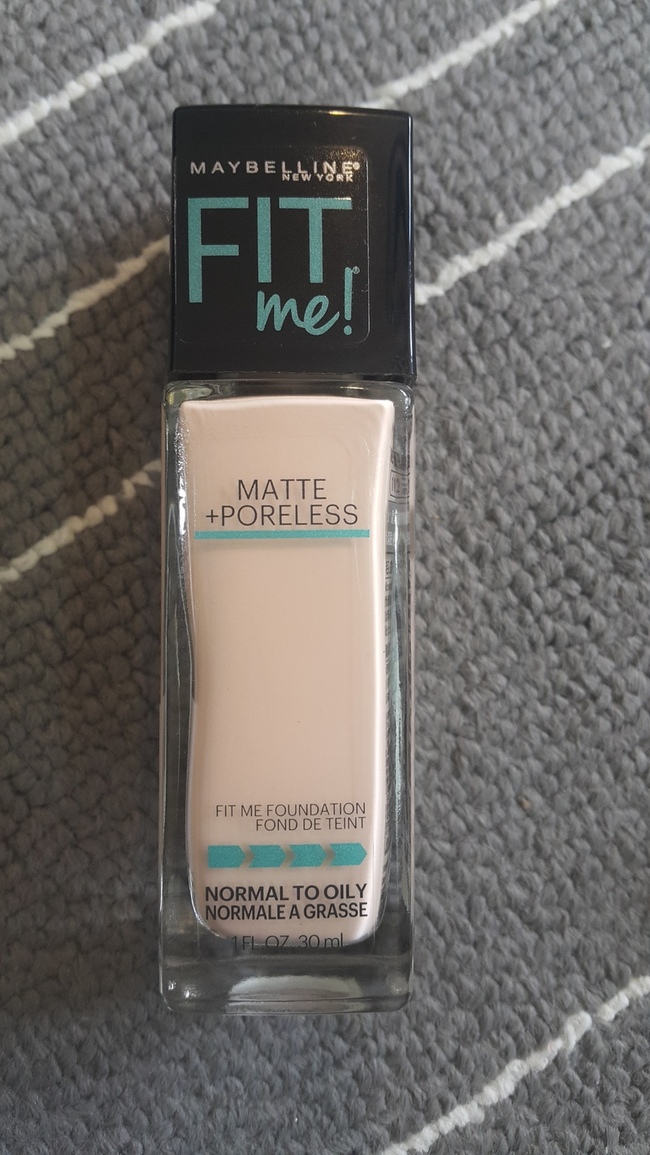 MAYBELLINE®
NEW YORK
FIT
me!®
MATTE
+PORELESS
FIT ME FOUNDATION
FOND DE TEINT
NORMAL TO OILY
NORMALE A GRASSE
1 FL OZ 30 ml